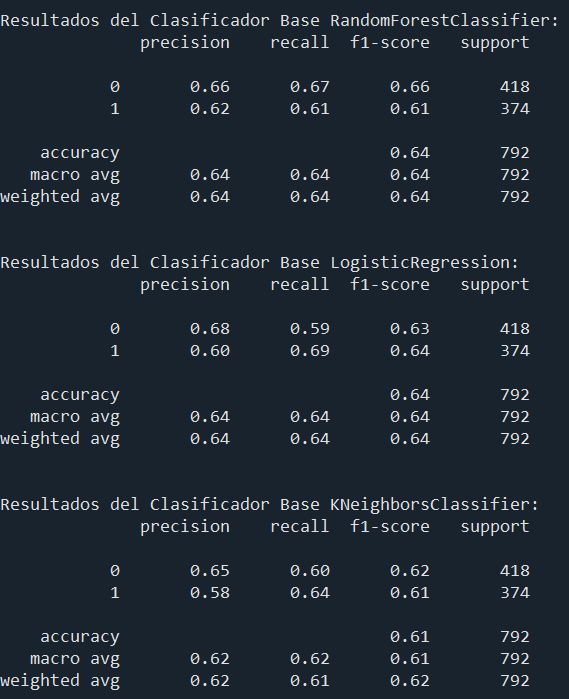 Resultados del Clasificador Base RandomForestClassifier:
precision recall f1-score support
0 0.66 0.67 0.66 418
1 0.62 0.61 0.61 374
accuracy 0.64 792
macro avg 0.64 0.64 0.64 792
weighted avg 0.64 0.64 0.64 792
Resultados del Clasificador Base LogisticRegression:
precision recall f1-score support
0 0.68 0.59 0.63 418
1 0.60 0.69 0.64 374
accuracy 0.64 792
macro avg 0.64 0.64 0.64 792
weighted avg 0.64 0.64 0.64 792
Resultados del Clasificador Base KNeighborsClassifier:
precision recall f1-score support
0 0.65 0.60 0.62 418
1 0.58 0.64 0.61 374
accuracy 0.61 792
macro avg 0.62 0.62 0.61 792
weighted avg 0.62 0.61 0.62 792